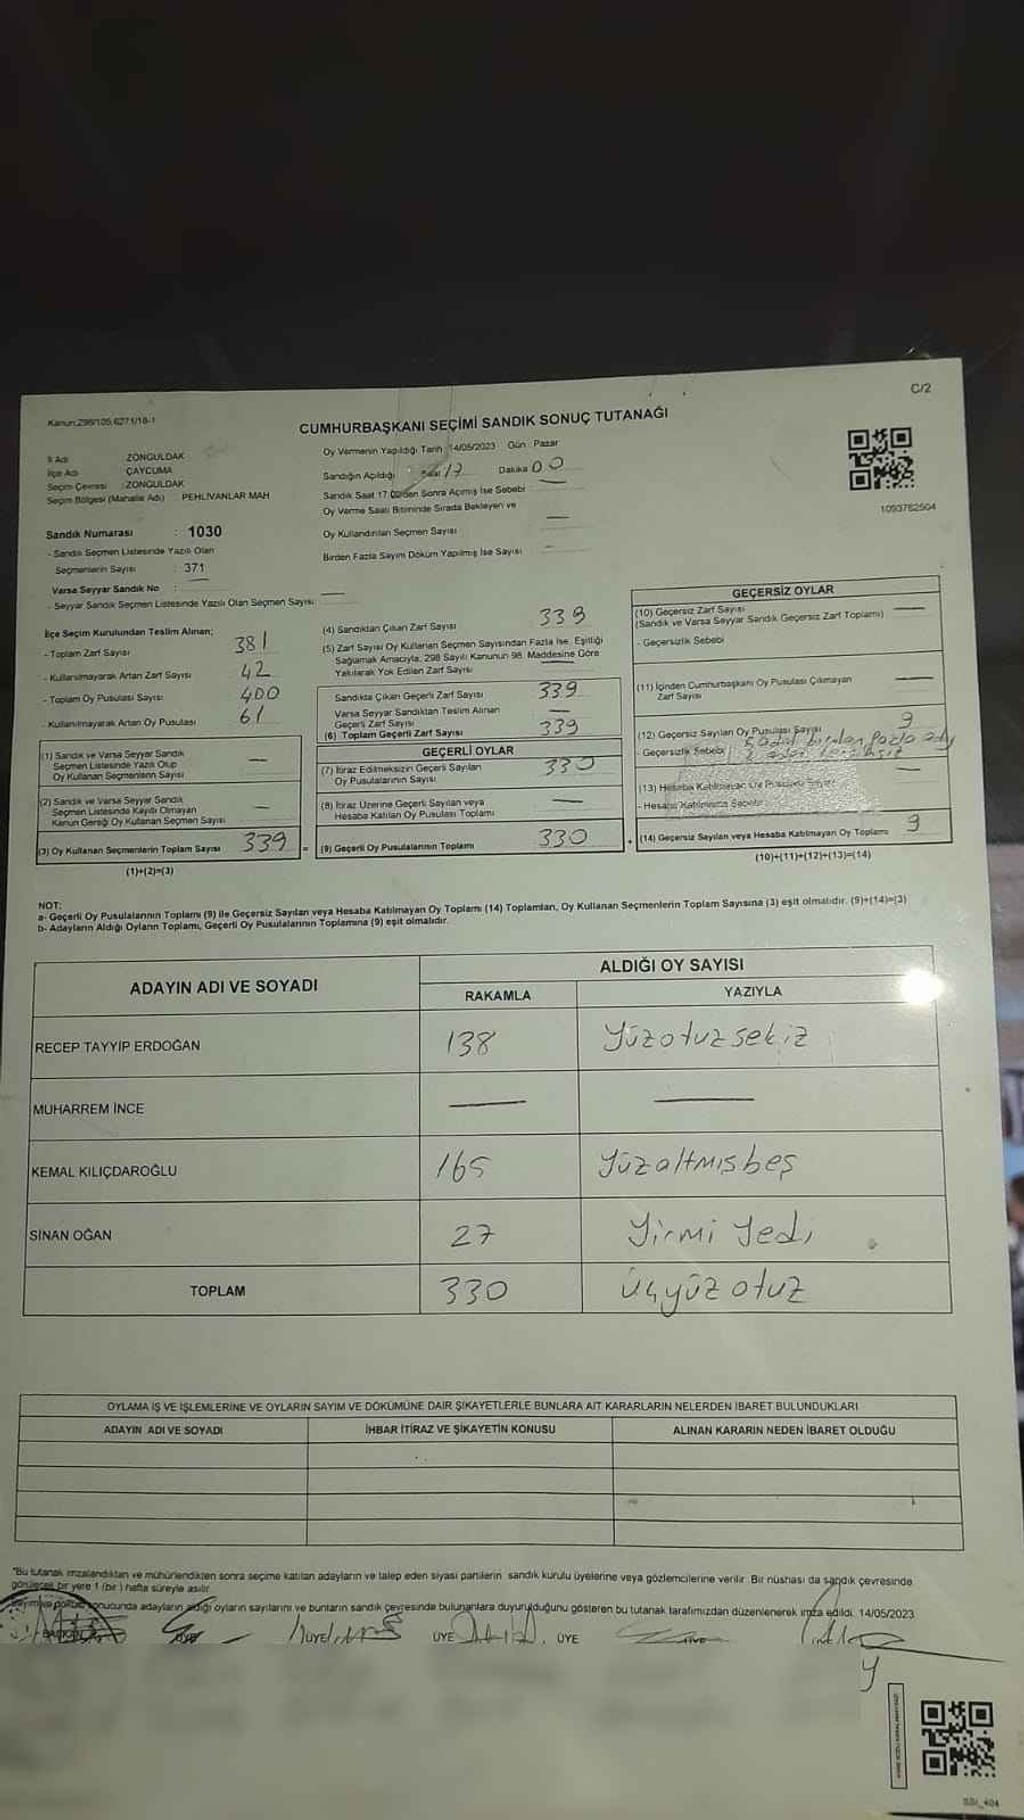 C/2
Kanun:298/105,6271/18-1
CUMHURBAŞKANI SEÇİMİ SANDIK SONUÇ TUTANAĞI
İl Adı ZONGULDAK
İlçe Adı ÇAYCUMA
Seçim Çevresi :ZONGULDAK
Seçim Bölgesi (Mahalle Adı) PEHLİVANLAR MAH
Sandık Numarası : 1030
- Sandık Seçmen Listesinde Yazılı Olan
Seçmenlerin Sayısı : 371
Varsa Seyyar Sandık No :
- Seyyar Sandık Seçmen Listesinde Yazılı Olan Seçmen Sayısı: —
Oy Vermenin Yapıldığı Tarih 14/05/2023 Gün Pazar
Sandığın Açıldığı Saat 17 Dakika 00
Sandık Saat 17.00'den Sonra Açımış İse Sebebi —
Oy Verme Saati Bitiminde Sırada Bekleyen ve
Oy Kullandırılan Seçmen Sayısı —
Birden Fazla Sayım Döküm Yapılmış İse Sayısı —
1093762504
İlçe Seçim Kurulundan Teslim Alınan;
- Toplam Zarf Sayısı 381
- Kullanılmayarak Artan Zarf Sayısı 42
- Toplam Oy Pusulası Sayısı 400
- Kullanılmayarak Artan Oy Pusulası 61
(1) Sandık ve Varsa Seyyar Sandık
Seçmen Listesinde Yazılı Olup
Oy Kullanan Seçmenlerin Sayısı —
(2) Sandık ve Varsa Seyyar Sandık
Seçmen Listesinde Kayıtlı Olmayan
Kanun Gereği Oy Kullanan Seçmen Sayısı —
(3) Oy Kullanan Seçmenlerin Toplam Sayısı 339 =
(1)+(2)=(3)
(4) Sandıktan Çıkan Zarf Sayısı 339
(5) Zarf Sayısı Oy Kullanan Seçmen Sayısından Fazla İse, Eşitliği
Sağlamak Amacıyla, 298 Sayılı Kanunun 98. Maddesine Göre
Yakılarak Yok Edilen Zarf Sayısı —
Sandıkta Çıkan Geçerli Zarf Sayısı 339
Varsa Seyyar Sandıktan Teslim Alınan
Geçerli Zarf Sayısı —
(6) Toplam Geçerli Zarf Sayısı 339
GEÇERLİ OYLAR
(7) İtiraz Edilmeksizin Geçerli Sayılan
Oy Pusulalarının Sayısı 330
(8) İtiraz Üzerine Geçerli Sayılan veya
Hesaba Katılan Oy Pusulası Toplamı —
(9) Geçerli Oy Pusulalarının Toplamı 330 +
GEÇERSİZ OYLAR
(10) Geçersiz Zarf Sayısı
(Sandık ve Varsa Seyyar Sandık Geçersiz Zarf Toplamı) —
- Geçersizlik Sebebi
(11) İçinden Cumhurbaşkanı Oy Pusulası Çıkmayan
Zarf Sayısı —
(12) Geçersiz Sayılan Oy Pusulası Sayısı 9
- Geçersizlik Sebebi birden fazla
(13) Hesaba Katılmayan Oy Pusulası Sayısı —
- Hesaba Katılmama Sebebi
(14) Geçersiz Sayılan veya Hesaba Katılmayan Oy Toplamı 9
(10)+(11)+(12)+(13)=(14)
NOT:
a- Geçerli Oy Pusulalarının Toplamı (9) ile Geçersiz Sayılan veya Hesaba Katılmayan Oy Toplamı (14) Toplamları, Oy Kullanan Seçmenlerin Toplam Sayısına (3) eşit olmalıdır. (9)+(14)=(3)
b- Adayların Aldığı Oyların Toplamı, Geçerli Oy Pusulalarının Toplamına (9) eşit olmalıdır.
ADAYIN ADI VE SOYADI ALDIĞI OY SAYISI
RAKAMLA YAZIYLA
RECEP TAYYİP ERDOĞAN 138 Yüzotuzsekiz
MUHARREM İNCE — —
KEMAL KILIÇDAROĞLU 165 Yüzaltmışbeş
SİNAN OĞAN 27 Yirmi Yedi
TOPLAM 330 Üçyüz otuz
OYLAMA İŞ VE İŞLEMLERİNE VE OYLARIN SAYIM VE DÖKÜMÜNE DAİR ŞİKAYETLERLE BUNLARA AİT KARARLARIN NELERDEN İBARET BULUNDUKLARI
ADAYIN ADI VE SOYADI İHBAR İTİRAZ VE ŞİKAYETİN KONUSU ALINAN KARARIN NEDEN İBARET OLDUĞU
"Bu tutanak imzalandıktan ve mühürlendikten sonra seçime katılan adayların ve talep eden siyasi partilerin sandık kurulu üyelerine veya gözlemcilerine verilir. Bir nüshası da sandık çevresinde
görülecek bir yere 1 (bir) hafta süreyle asılır.
sonucunda adayların aldığı oyların sayılarını ve bunların sandık çevresinde bulunanlara duyurulduğunu gösteren bu tutanak tarafımızdan düzenlenerek imza edildi. 14/05/2023
BAŞKAN ÜYE ÜYE ÜYE ÜYE